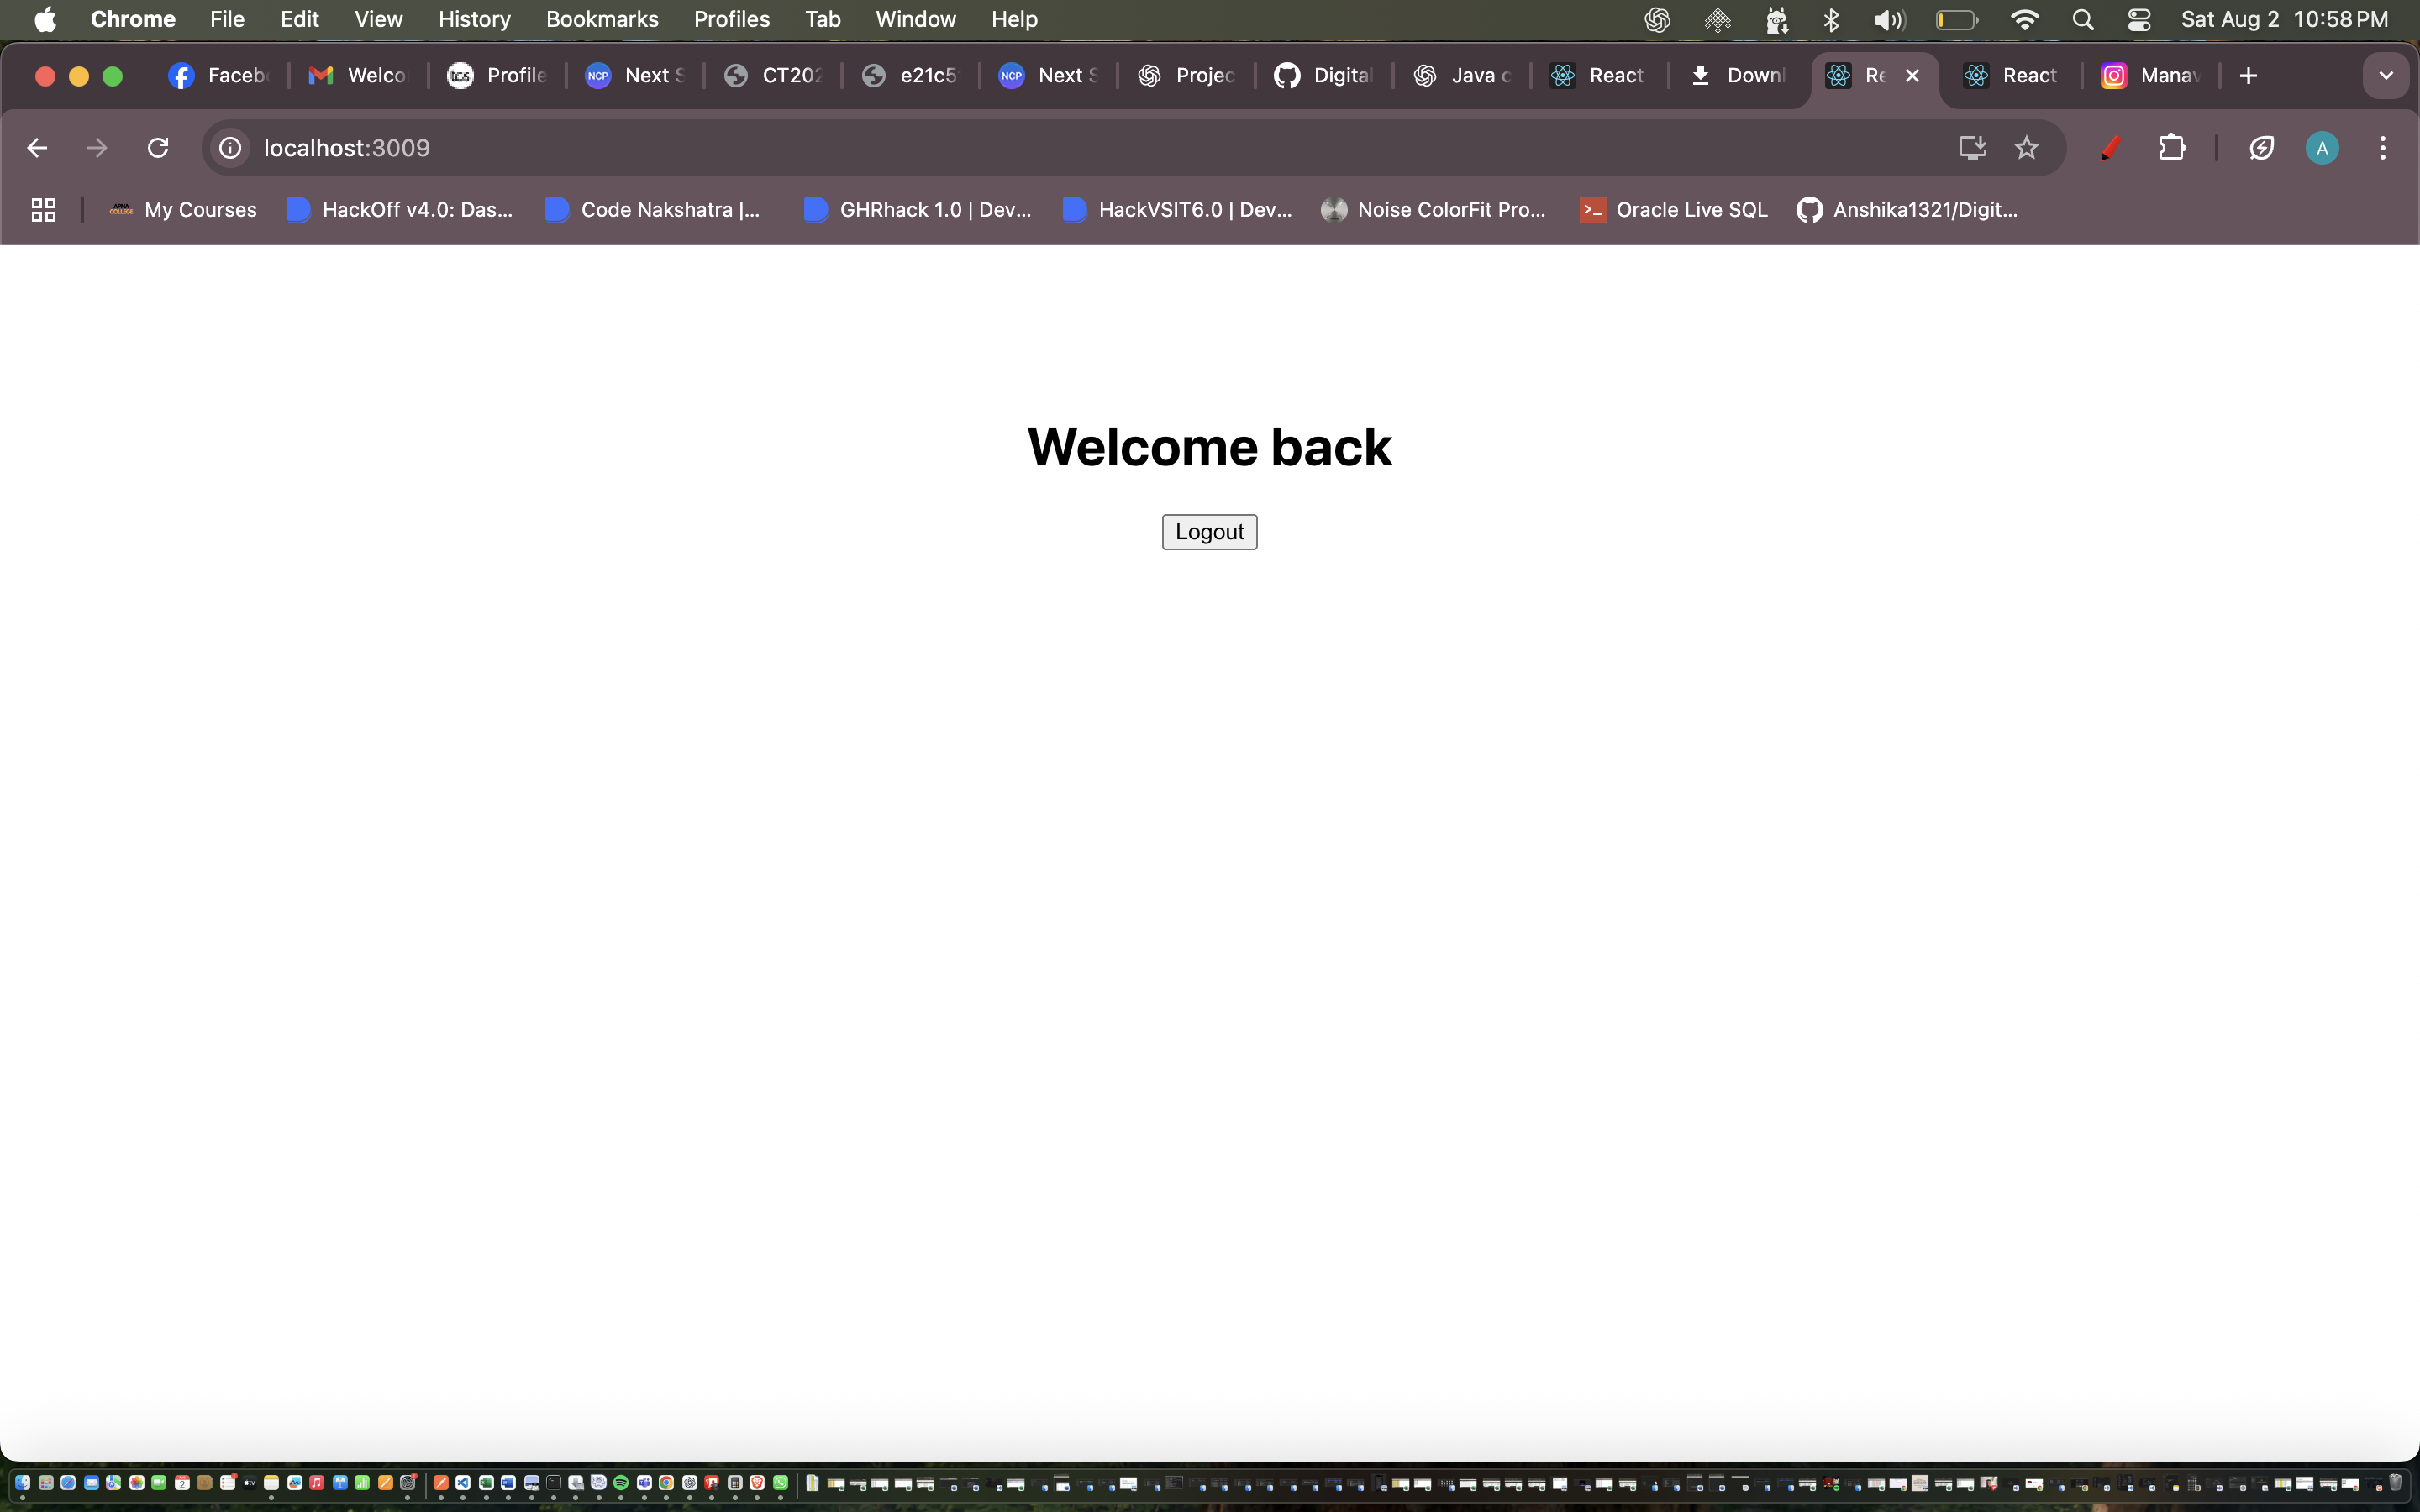 Chrome File Edit View History Bookmarks Profiles Tab Window Help Sat Aug 2 10:58 PM
Faceb Welco Profile NCP Next S CT202 e21c5 NCP Next S Projec Digital Java c React Downl Re React Manav
localhost:3009 A
My Courses HackOff v4.0: Das... Code Nakshatra |... GHRhack 1.0 | Dev... HackVSIT6.0 | Dev... Noise ColorFit Pro... Oracle Live SQL Anshika1321/Digit...
Welcome back
Logout